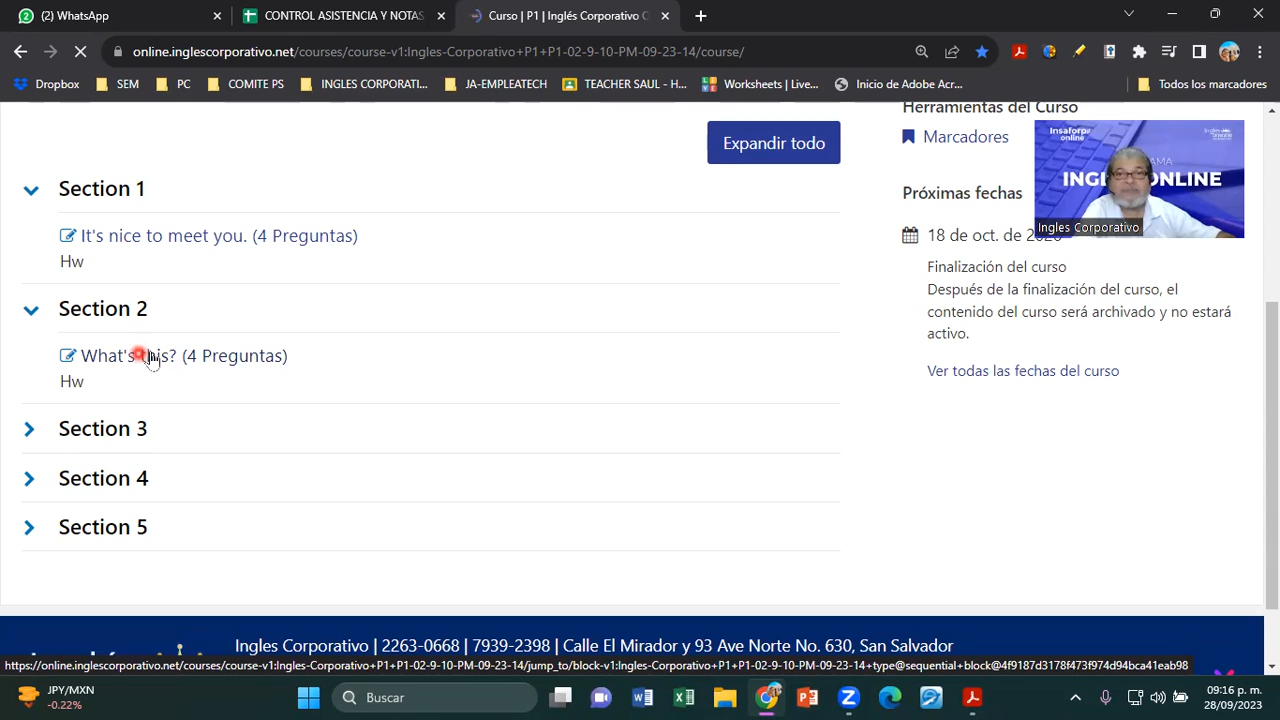 (2) WhatsApp
CONTROL ASISTENCIA Y NOTAS
Curso | P1 | Inglés Corporativo O
online.inglescorporativo.net/courses/course-v1:Ingles-Corporativo+P1+P1-02-9-10-PM-09-23-14/course/
Dropbox
SEM
PC
COMITE PS
INGLES CORPORATI...
JA-EMPLEATECH
TEACHER SAUL - H...
Worksheets | Live...
Inicio de Adobe Acr...
Todos los marcadores
Expandir todo
Section 1
It's nice to meet you. (4 Preguntas)
Hw
Section 2
What's this? (4 Preguntas)
Hw
Section 3
Section 4
Section 5
Herramientas del Curso
Marcadores
Próximas fechas
18 de oct. de
Finalización del curso
Después de la finalización del curso, el
contenido del curso será archivado y no estará
activo.
Ver todas las fechas del curso
Insaforp
online
Ingles Corporativo
Ingles Corporativo | 2263-0668 | 7939-2398 | Calle El Mirador y 93 Ave Norte No. 630, San Salvador
https://online.inglescorporativo.net/courses/course-v1:Ingles-Corporativo+P1+P1-02-9-10-PM-09-23-14/jump_to/block-v1:Ingles-Corporativo+P1+P1-02-9-10-PM-09-23-14+type@sequential+block@4f9187d3178f473f974d94bca41eab98
JPY/MXN
-0.22%
Buscar
09:16 p. m.
28/09/2023